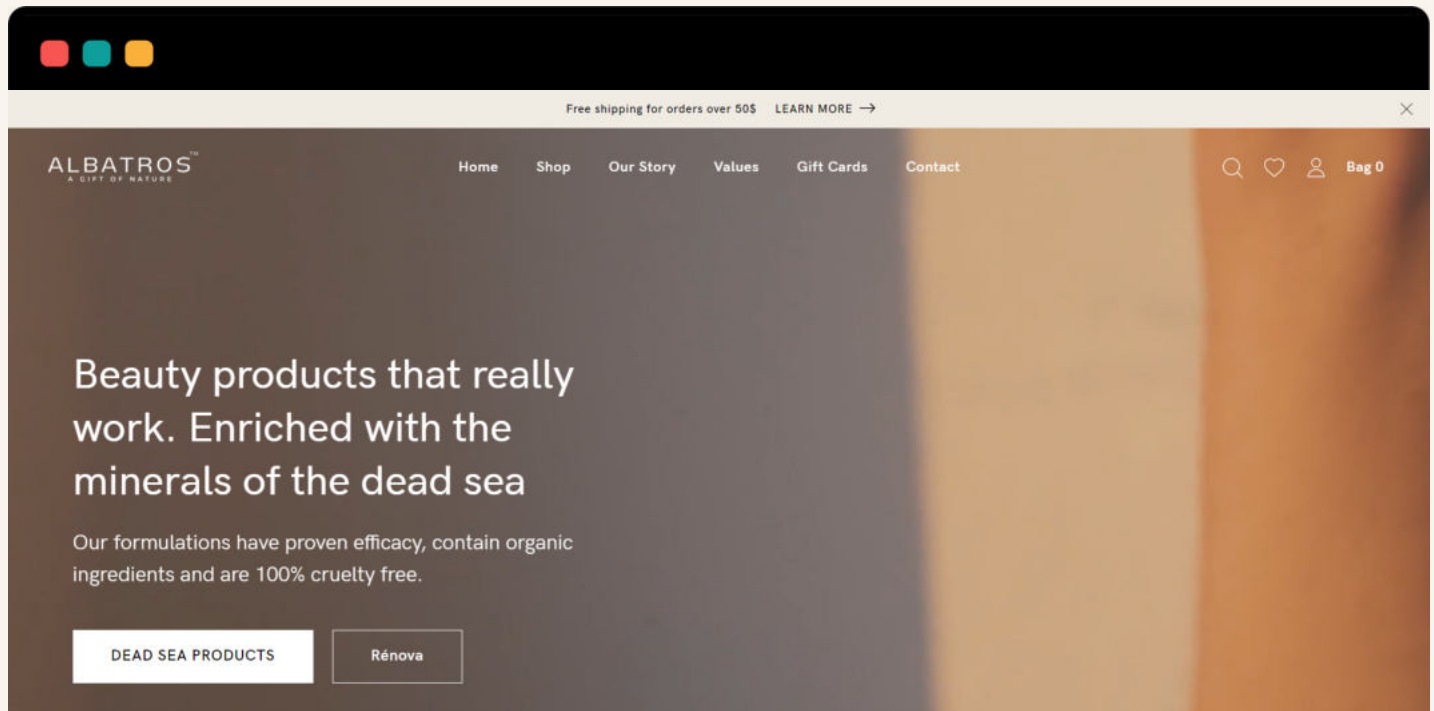 Free shipping for orders over 50$ LEARN MORE →
ALBATROS™
A GIFT OF NATURE
Home Shop Our Story Values Gift Cards Contact
Bag 0
Beauty products that really
work. Enriched with the
minerals of the dead sea
Our formulations have proven efficacy, contain organic
ingredients and are 100% cruelty free.
DEAD SEA PRODUCTS
Rénova